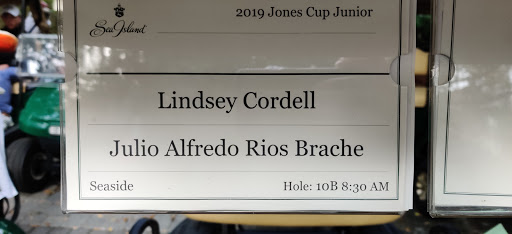 Sea Island
2019 Jones Cup Junior
Lindsey Cordell
Julio Alfredo Rios Brache
Seaside Hole: 10B 8:30 AM